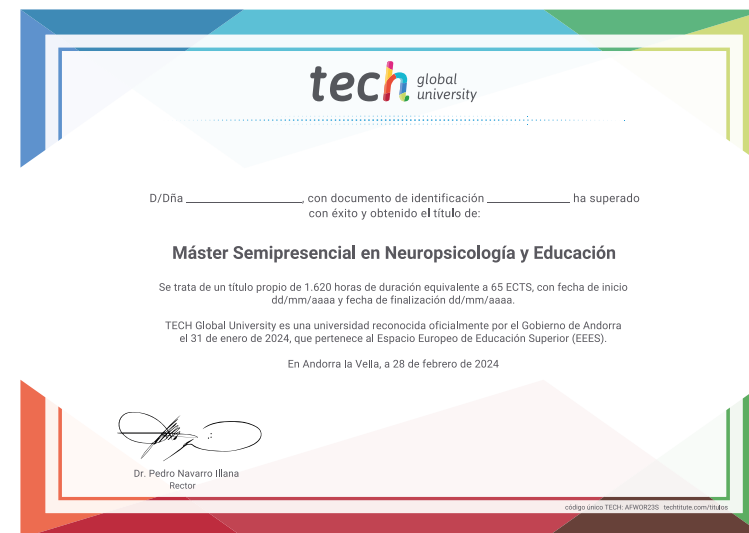 tech global university
D/Dña ____________, con documento de identificación ____________ ha superado
con éxito y obtenido el título de:
Máster Semipresencial en Neuropsicología y Educación
Se trata de un título propio de 1.620 horas de duración equivalente a 65 ECTS, con fecha de inicio
dd/mm/aaaa y fecha de finalización dd/mm/aaaa.
TECH Global University es una universidad reconocida oficialmente por el Gobierno de Andorra
el 31 de enero de 2024, que pertenece al Espacio Europeo de Educación Superior (EEES).
En Andorra la Vella, a 28 de febrero de 2024
Dr. Pedro Navarro Illana
Rector
código único TECH: AFWOR23S techtitute.com/titulos